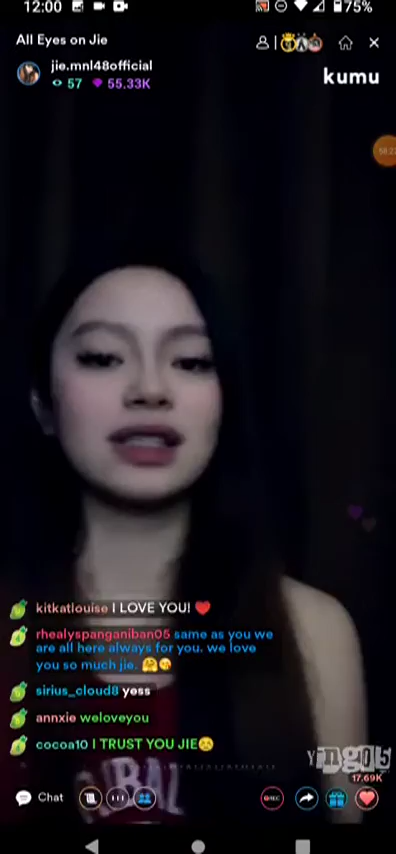 12:00
75%
All Eyes on Jie
jie.mnl48official
57 55.33K
kumu
kitkatlouise I LOVE YOU! ❤️
rhealyspanganiban05 same as you we
are all here always for you. we love
you so much jie. 🤗😘
sirius_cloud8 yess
annxie weloveyou
cocoa10 I TRUST YOU JIE☺️
Ying05
17.69K
Chat
REC